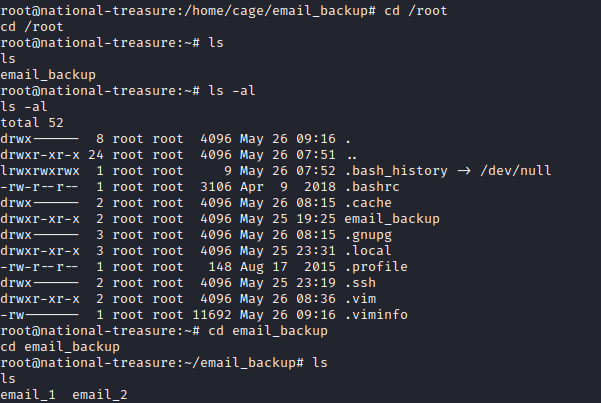 root@national-treasure:/home/cage/email_backup# cd /root
cd /root
root@national-treasure:~# ls
ls
email_backup
root@national-treasure:~# ls -al
ls -al
total 52
drwx------  8 root root  4096 May 26 09:16 .
drwxr-xr-x 24 root root  4096 May 26 07:51 ..
lrwxrwxrwx  1 root root     9 May 26 07:52 .bash_history -> /dev/null
-rw-r--r--  1 root root  3106 Apr  9  2018 .bashrc
drwx------  2 root root  4096 May 26 08:15 .cache
drwxr-xr-x  2 root root  4096 May 25 19:25 email_backup
drwx------  3 root root  4096 May 26 08:15 .gnupg
drwxr-xr-x  3 root root  4096 May 25 23:31 .local
-rw-r--r--  1 root root   148 Aug 17  2015 .profile
drwx------  2 root root  4096 May 25 23:19 .ssh
drwxr-xr-x  2 root root  4096 May 26 08:36 .vim
-rw-------  1 root root 11692 May 26 09:16 .viminfo
root@national-treasure:~# cd email_backup
cd email_backup
root@national-treasure:~/email_backup# ls
ls
email_1  email_2